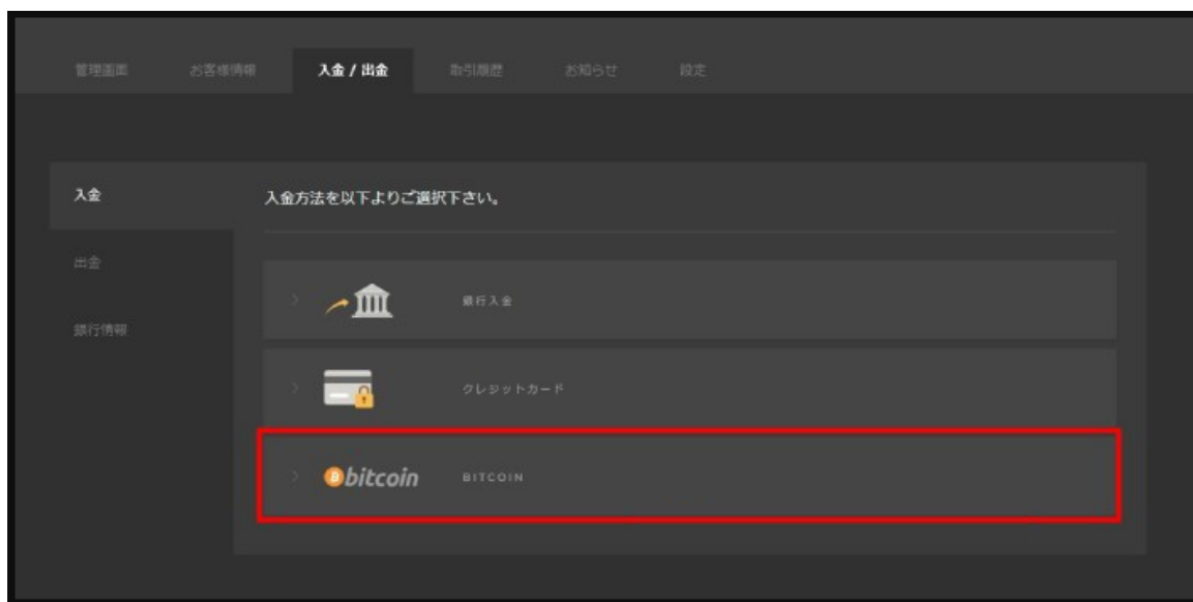 管理画面
お客様情報
入金 / 出金
取引履歴
お知らせ
設定
入金
入金方法を以下よりご選択下さい。
出金
銀行入金
銀行情報
クレジットカード
bitcoin
BITCOIN